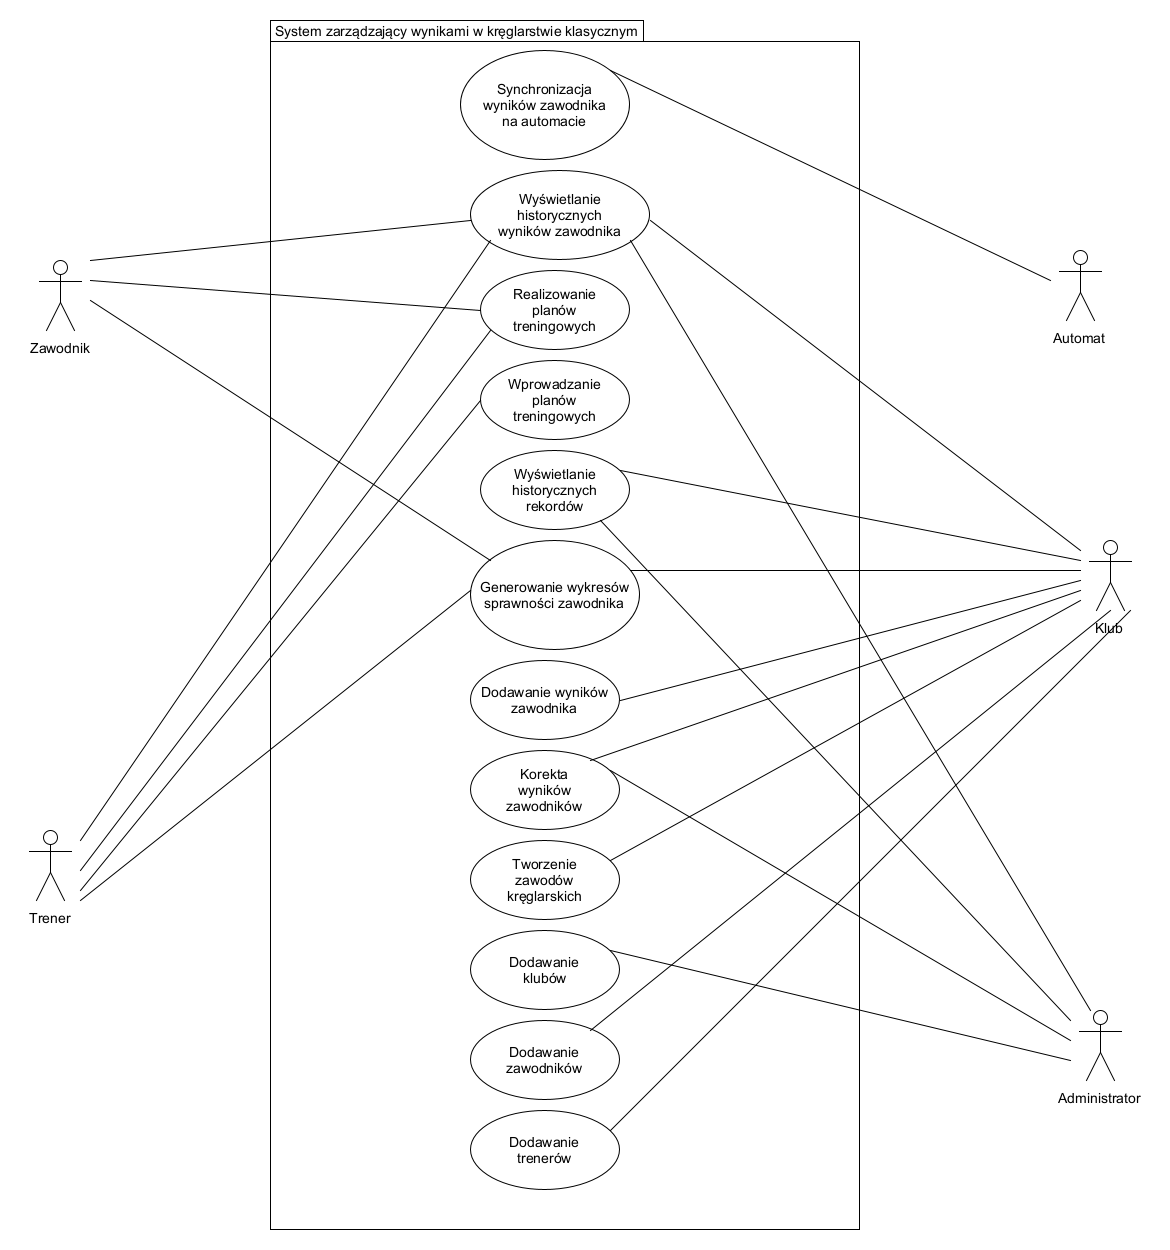 System zarządzający wynikami w kręglarstwie klasycznym
Synchronizacja
wyników zawodnika
na automacie
Wyświetlanie
historycznych
wyników zawodnika
Realizowanie
planów
treningowych
Zawodnik
Automat
Wprowadzanie
planów
treningowych
Wyświetlanie
historycznych
rekordów
Generowanie wykresów
sprawności zawodnika
Klub
Dodawanie wyników
zawodnika
Korekta
wyników
zawodników
Tworzenie
zawodów
kręglarskich
Trener
Dodawanie
klubów
Dodawanie
zawodników
Administrator
Dodawanie
trenerów